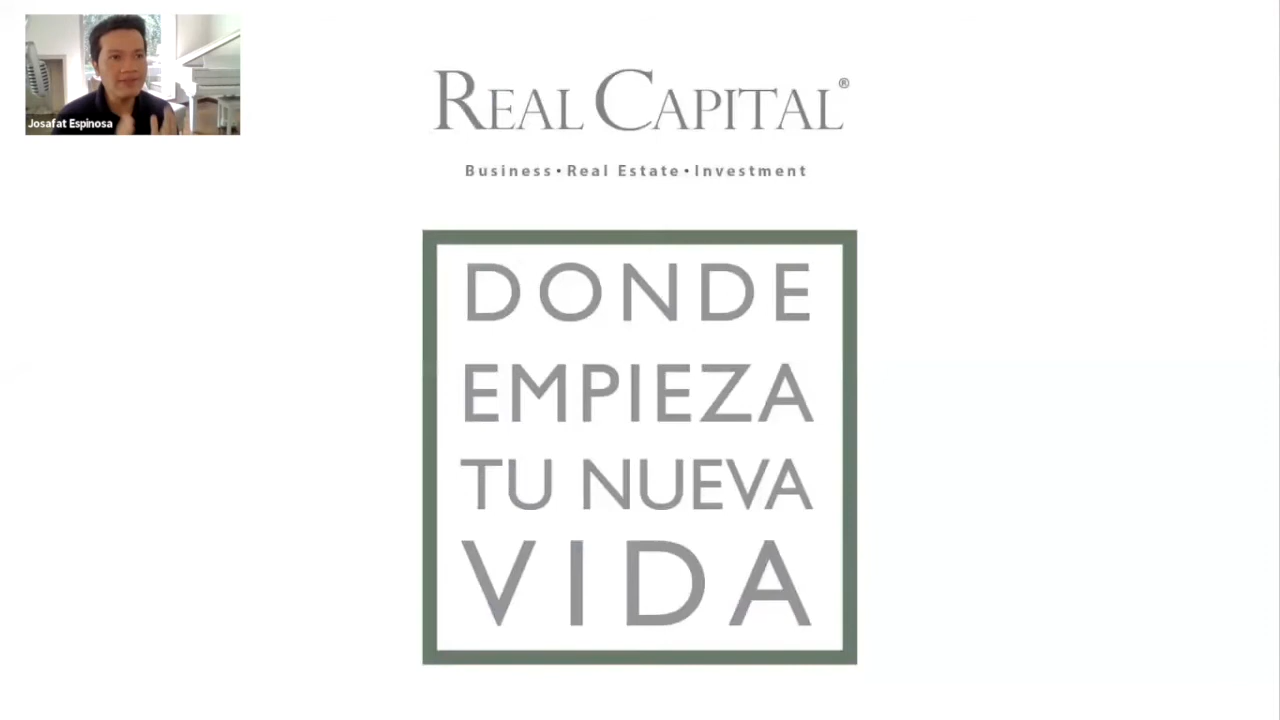 Josafat Espinosa
REAL CAPITAL®
Business•Real Estate•Investment
DONDE
EMPIEZA
TU NUEVA
VIDA